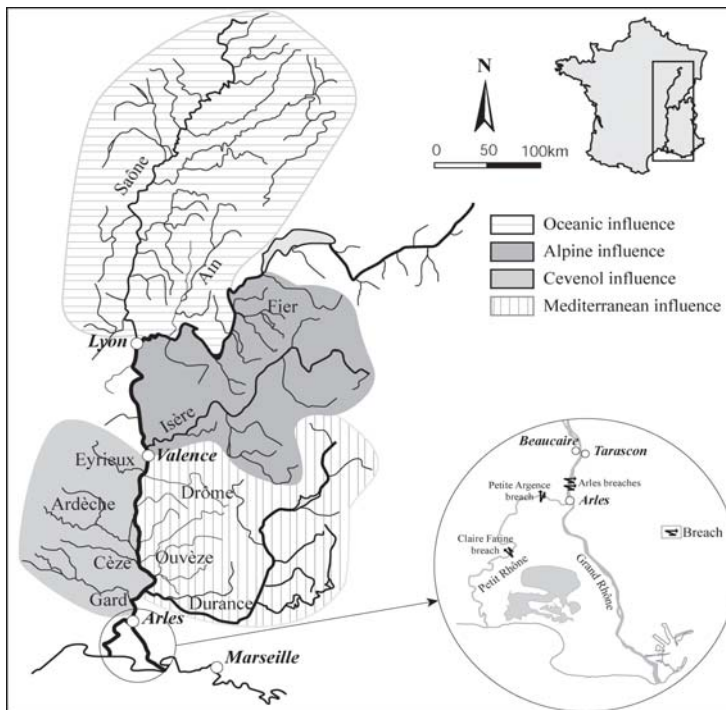 N
0 50 100km
Oceanic influence
Alpine influence
Cevenol influence
Mediterranean influence
Saône
Ain
Fier
Lyon
Isère
Eyrieux
Valence
Ardèche
Drôme
Cèze
Ouvèze
Gard
Durance
Arles
Marseille
Beaucaire
Tarascon
Petite Argence
breach
Arles breaches
Arles
Claire Farine
breach
Breach
Petit Rhône
Grand Rhône